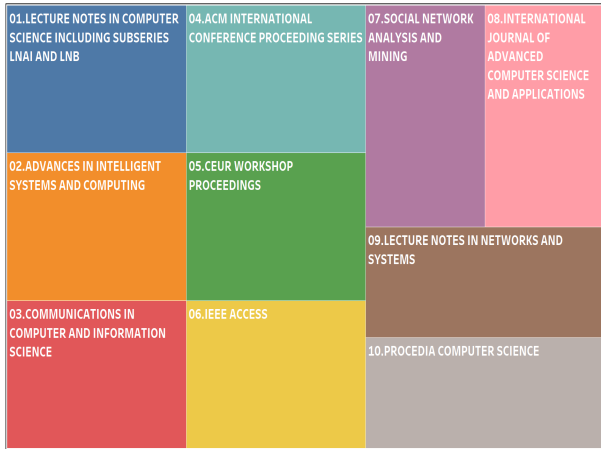 01.LECTURE NOTES IN COMPUTER
SCIENCE INCLUDING SUBSERIES
LNAI AND LNB
02.ADVANCES IN INTELLIGENT
SYSTEMS AND COMPUTING
03.COMMUNICATIONS IN
COMPUTER AND INFORMATION
SCIENCE
04.ACM INTERNATIONAL
CONFERENCE PROCEEDING SERIES
05.CEUR WORKSHOP
PROCEEDINGS
06.IEEE ACCESS
07.SOCIAL NETWORK
ANALYSIS AND
MINING
08.INTERNATIONAL
JOURNAL OF
ADVANCED
COMPUTER SCIENCE
AND APPLICATIONS
09.LECTURE NOTES IN NETWORKS AND
SYSTEMS
10.PROCEDIA COMPUTER SCIENCE